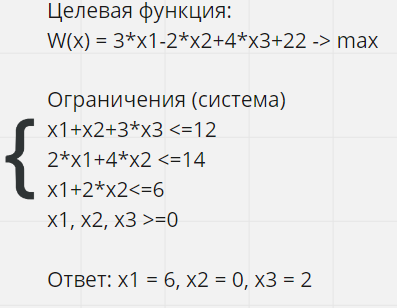 Целевая функция:
W(x) = 3*x1-2*x2+4*x3+22 -> max
Ограничения (система)
x1+x2+3*x3 <=12
2*x1+4*x2 <=14
x1+2*x2<=6
x1, x2, x3 >=0
Ответ: x1 = 6, x2 = 0, x3 = 2